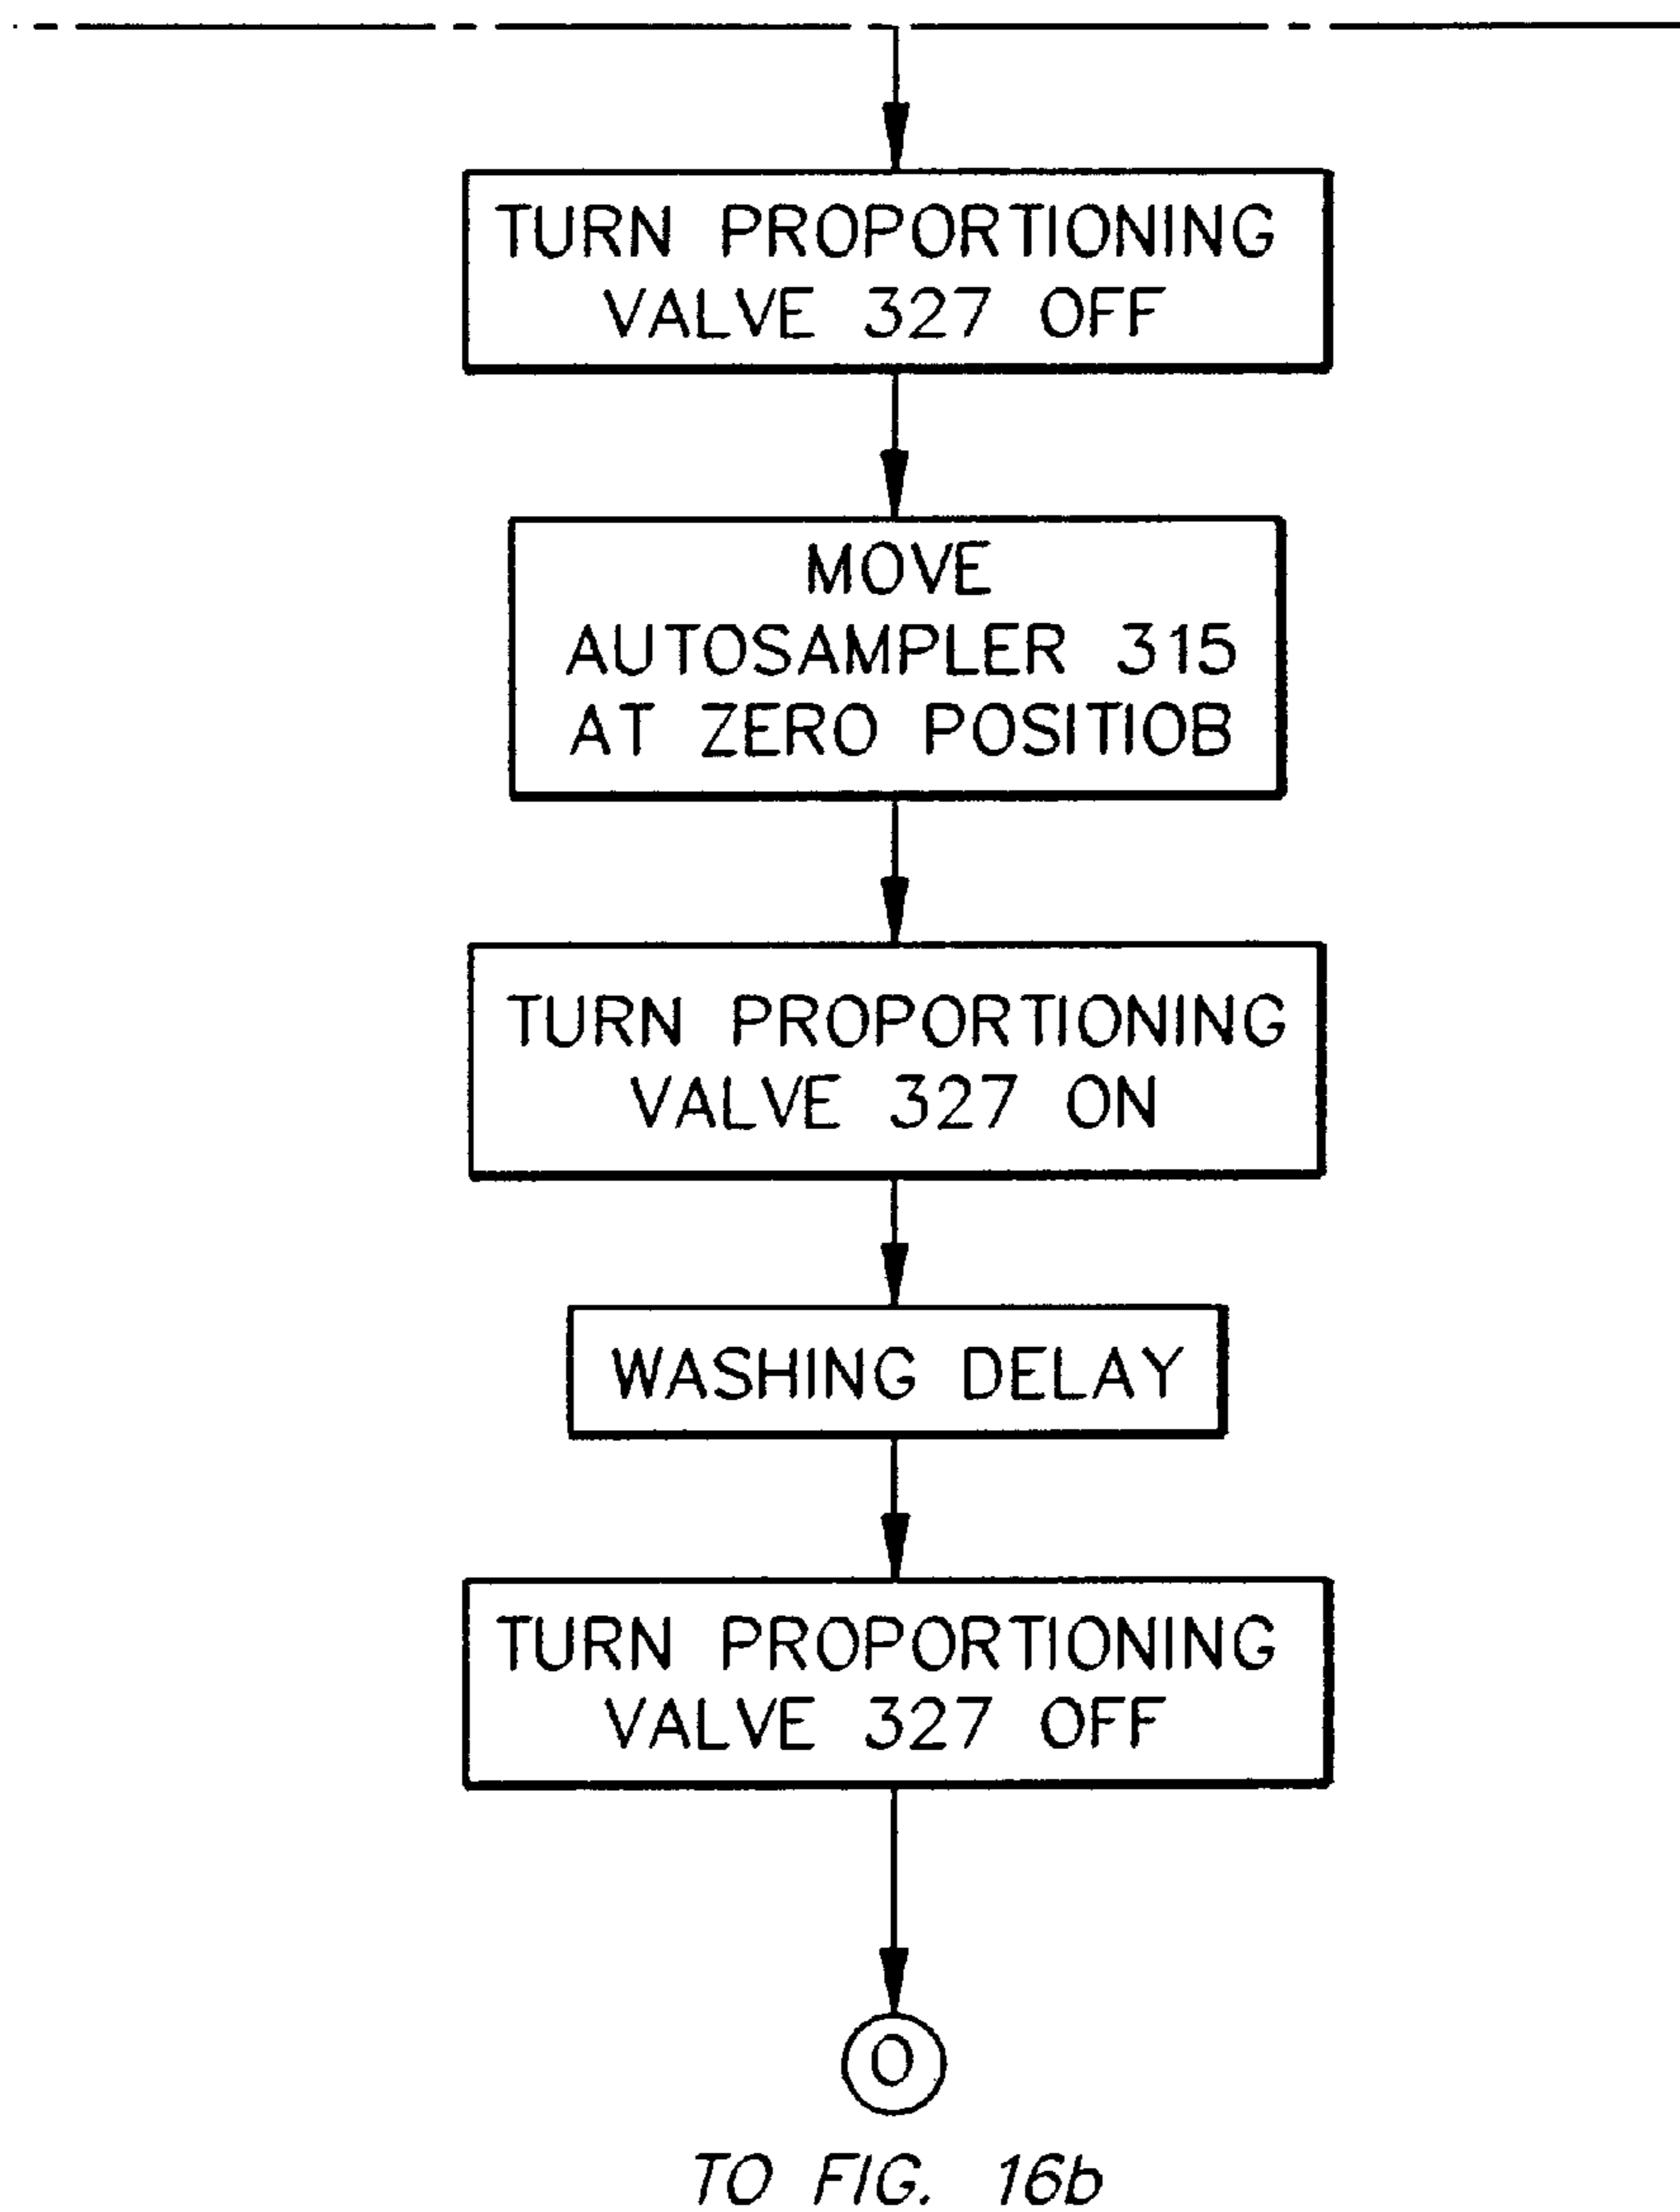 TURN PROPORTIONING
VALVE 327 OFF
MOVE
AUTOSAMPLER 315
AT ZERO POSITIOB
TURN PROPORTIONING
VALVE 327 ON
WASHING DELAY
TURN PROPORTIONING
VALVE 327 OFF
O
TO FIG. 16b